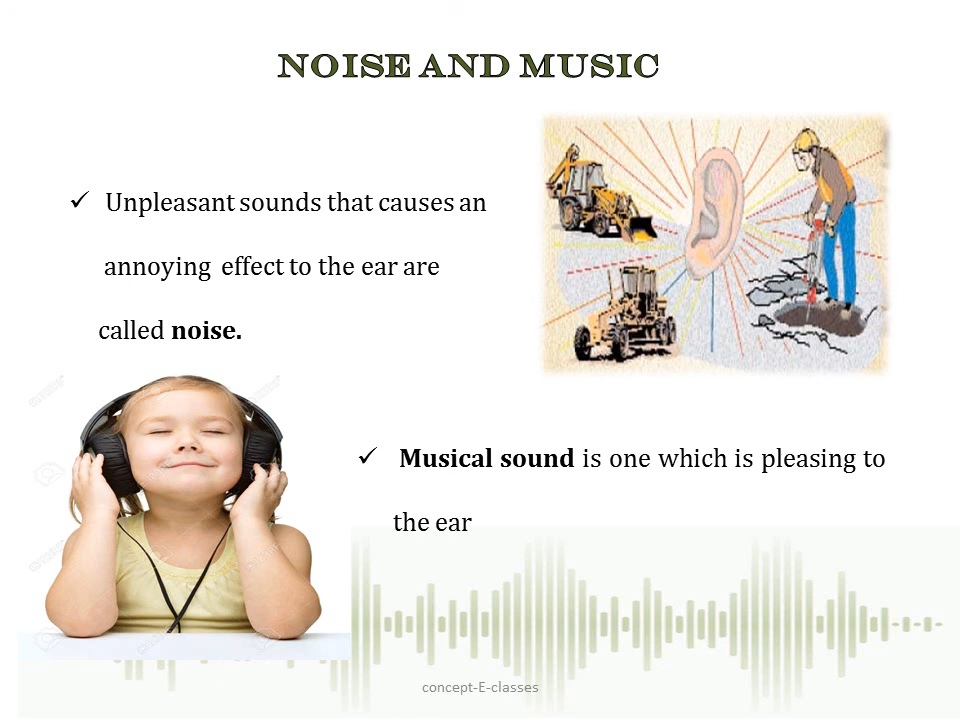 NOISE AND MUSIC
✓ Unpleasant sounds that causes an
annoying effect to the ear are
called noise.
✓ Musical sound is one which is pleasing to
the ear
concept-E-classes